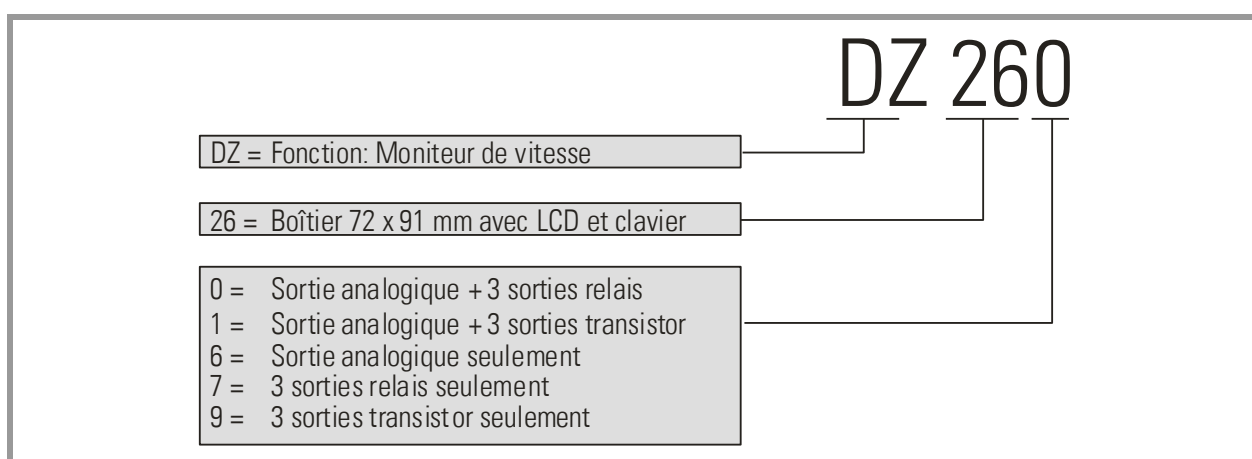 DZ 260
DZ = Fonction: Moniteur de vitesse
26 = Boîtier 72 x 91 mm avec LCD et clavier
0 = Sortie analogique + 3 sorties relais
1 = Sortie analogique + 3 sorties transistor
6 = Sortie analogique seulement
7 = 3 sorties relais seulement
9 = 3 sorties transistor seulement